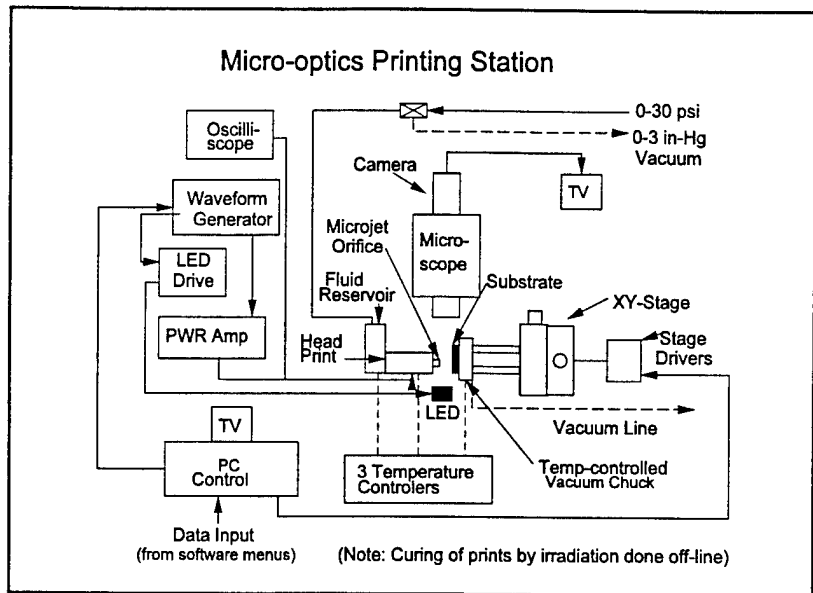 Micro-optics Printing Station
Oscilli-
scope
0-30 psi
0-3 in-Hg
Vacuum
Camera
TV
Waveform
Generator
Microjet
Orifice
Micro-
scope
LED
Drive
Fluid
Reservoir
Substrate
XY-Stage
PWR Amp
Head
Print
Stage
Drivers
LED
TV
Vacuum Line
PC
Control
3 Temperature
Controlers
Temp-controlled
Vacuum Chuck
Data Input
(from software menus)
(Note: Curing of prints by irradiation done off-line)